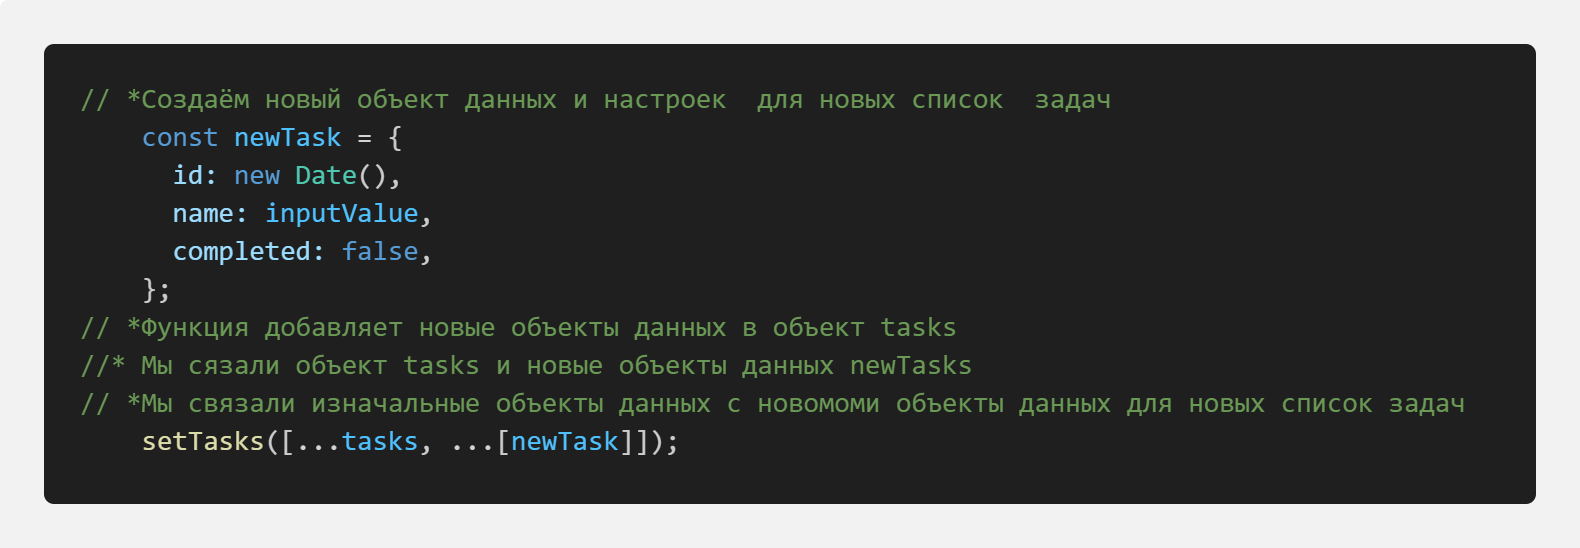 // *Создаём новый объект данных и настроек  для новых список  задач
    const newTask = {
      id: new Date(),
      name: inputValue,
      completed: false,
    };
// *Функция добавляет новые объекты данных в объект tasks
//* Мы сязали объект tasks и новые объекты данных newTasks
// *Мы связали изначальные объекты данных с новомоми объекты данных для новых список задач
    setTasks([...tasks, ...[newTask]]);